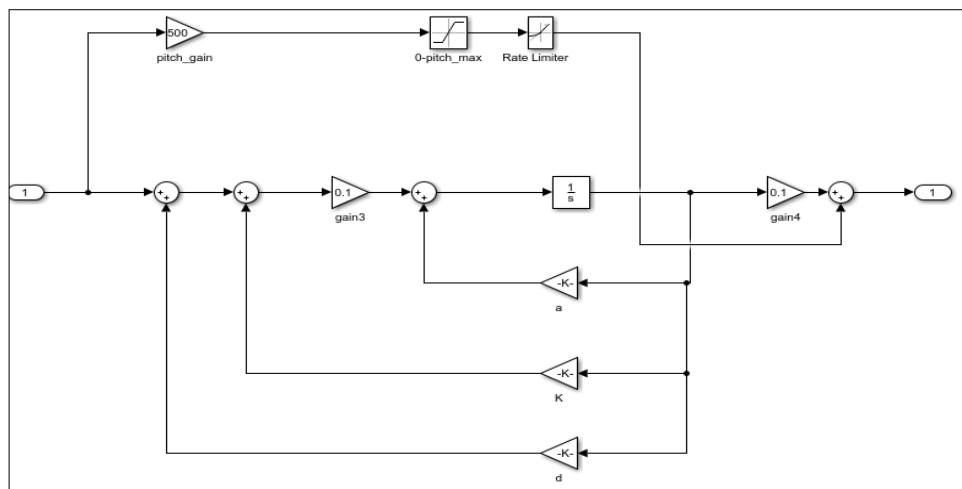 500
pitch_gain
0-pitch_max
Rate Limiter
1
+
+
+
+
0.1
gain3
+
+
1
s
0.1
gain4
+
+
1
-K-
a
-K-
K
-K-
d